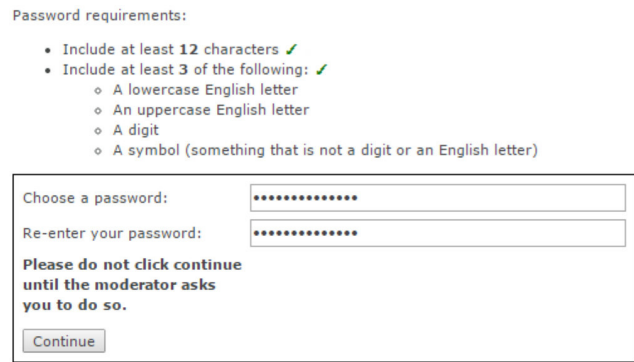 Password requirements:
• Include at least 12 characters ✓
• Include at least 3 of the following: ✓
◦ A lowercase English letter
◦ An uppercase English letter
◦ A digit
◦ A symbol (something that is not a digit or an English letter)
Choose a password: ••••••••••••••
Re-enter your password: ••••••••••••••
Please do not click continue
until the moderator asks
you to do so.
Continue